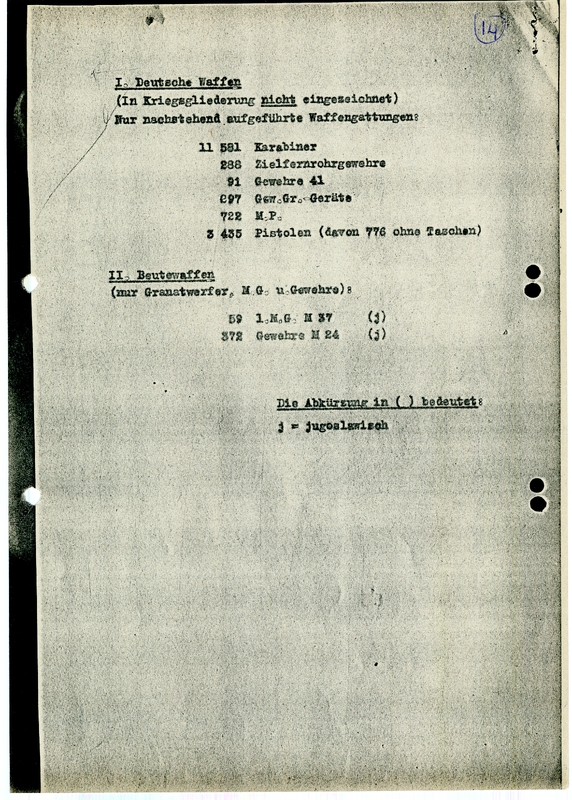 14
I. Deutsche Waffen
(In Kriegsgliederung nicht eingezeichnet)
Nur nachstehend aufgeführte Waffengattungen:
11 581 Karabiner
288 Zielfernrohrgewehre
91 Gewehre 41
297 Gew.Gr.-Geräte
722 M.P.
3 435 Pistolen (davon 776 ohne Taschen)
II. Beutewaffen
(nur Granatwerfer, M.G. u.Gewehre):
59 l.M.G. M 37 (j)
372 Gewehre M 24 (j)
Die Abkürzung in ( ) bedeutet:
j = jugoslawisch